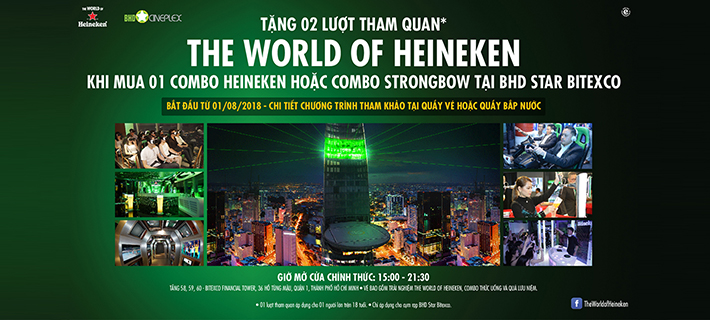 THE WORLD OF
Heineken
BHD CINEPLEX
TẶNG 02 LƯỢT THAM QUAN*
THE WORLD OF HEINEKEN
KHI MUA 01 COMBO HEINEKEN HOẶC COMBO STRONGBOW TẠI BHD STAR BITEXCO
BẮT ĐẦU TỪ 01/08/2018 - CHI TIẾT CHƯƠNG TRÌNH THAM KHẢO TẠI QUẦY VÉ HOẶC QUẦY BẮP NƯỚC
GIỜ MỞ CỬA CHÍNH THỨC: 15:00 - 21:30
TẦNG 58, 59, 60 - BITEXCO FINANCIAL TOWER, 36 HỒ TÙNG MẬU, QUẬN 1, THÀNH PHỐ HỒ CHÍ MINH • VÉ BAO GỒM TRẢI NGHIỆM THE WORLD OF HEINEKEN, COMBO THỨC UỐNG VÀ QUÀ LƯU NIỆM.
* 01 lượt tham quan áp dụng cho 01 người lớn trên 18 tuổi. * Chỉ áp dụng cho cụm rạp BHD Star Bitexco.
f TheWorldofHeineken